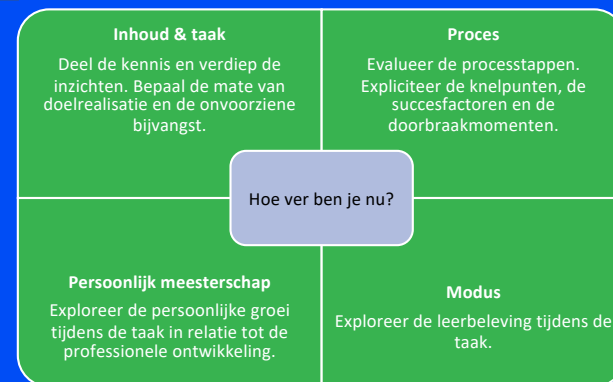 Inhoud & taak
Deel de kennis en verdiep de
inzichten. Bepaal de mate van
doelrealisatie en de onvoorziene
bijvangst.
Proces
Evalueer de processtappen.
Expliciteer de knelpunten, de
succesfactoren en de
doorbraakmomenten.
Hoe ver ben je nu?
Persoonlijk meesterschap
Exploreer de persoonlijke groei
tijdens de taak in relatie tot de
professionele ontwikkeling.
Modus
Exploreer de leerbeleving tijdens de
taak.